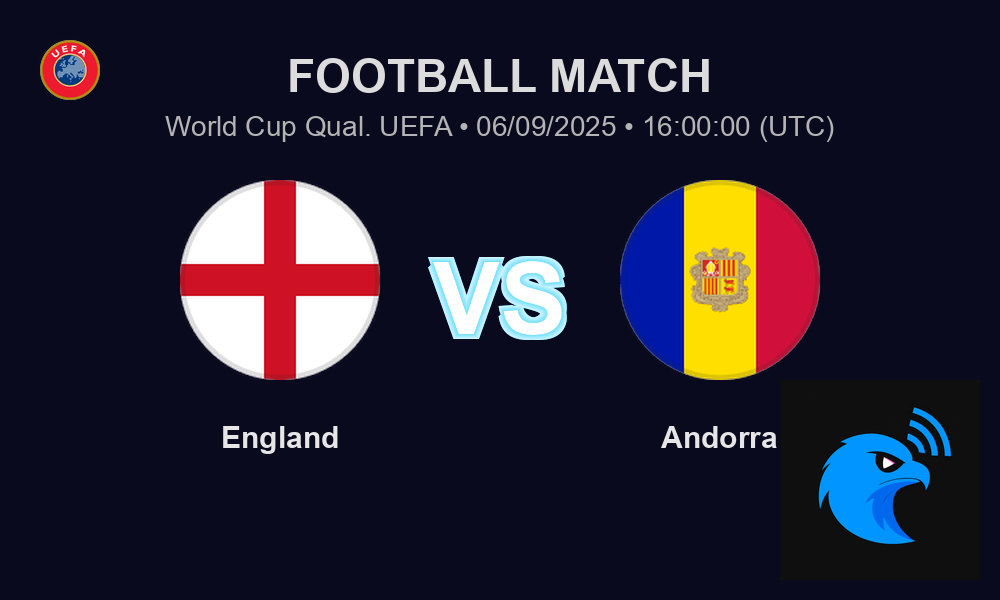 UEFA
FOOTBALL MATCH
World Cup Qual. UEFA • 06/09/2025 • 16:00:00 (UTC)
VS
England
Andorra